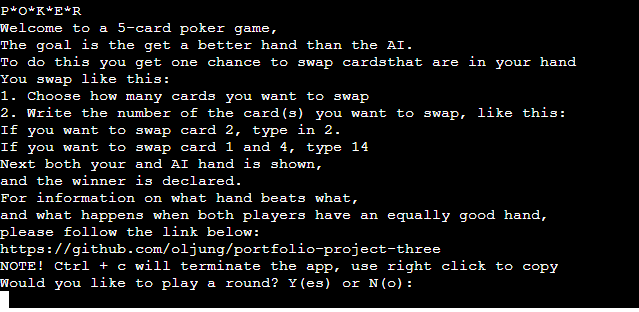 P*O*K*E*R
Welcome to a 5-card poker game,
The goal is the get a better hand than the AI.
To do this you get one chance to swap cardsthat are in your hand
You swap like this:
1. Choose how many cards you want to swap
2. Write the number of the card(s) you want to swap, like this:
If you want to swap card 2, type in 2.
If you want to swap card 1 and 4, type 14
Next both your and AI hand is shown,
and the winner is declared.
For information on what hand beats what,
and what happens when both players have an equally good hand,
please follow the link below:
https://github.com/oljung/portfolio-project-three
NOTE! Ctrl + c will terminate the app, use right click to copy
Would you like to play a round? Y(es) or N(o):